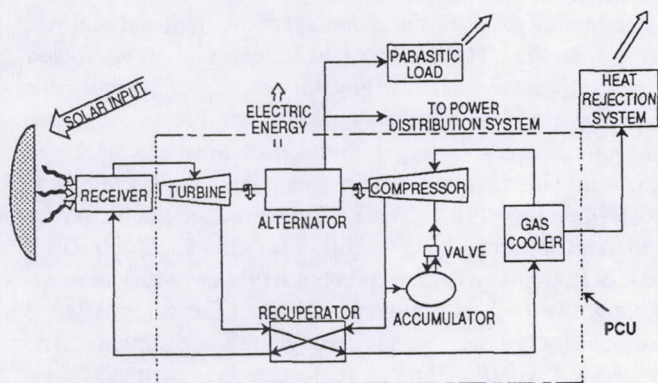 PARASITIC
LOAD
HEAT
REJECTION
SYSTEM
SOLAR INPUT
ELECTRIC
ENERGY
TO POWER
DISTRIBUTION SYSTEM
RECEIVER
TURBINE
COMPRESSOR
ALTERNATOR
GAS
COOLER
VALVE
ACCUMULATOR
RECUPERATOR
PCU